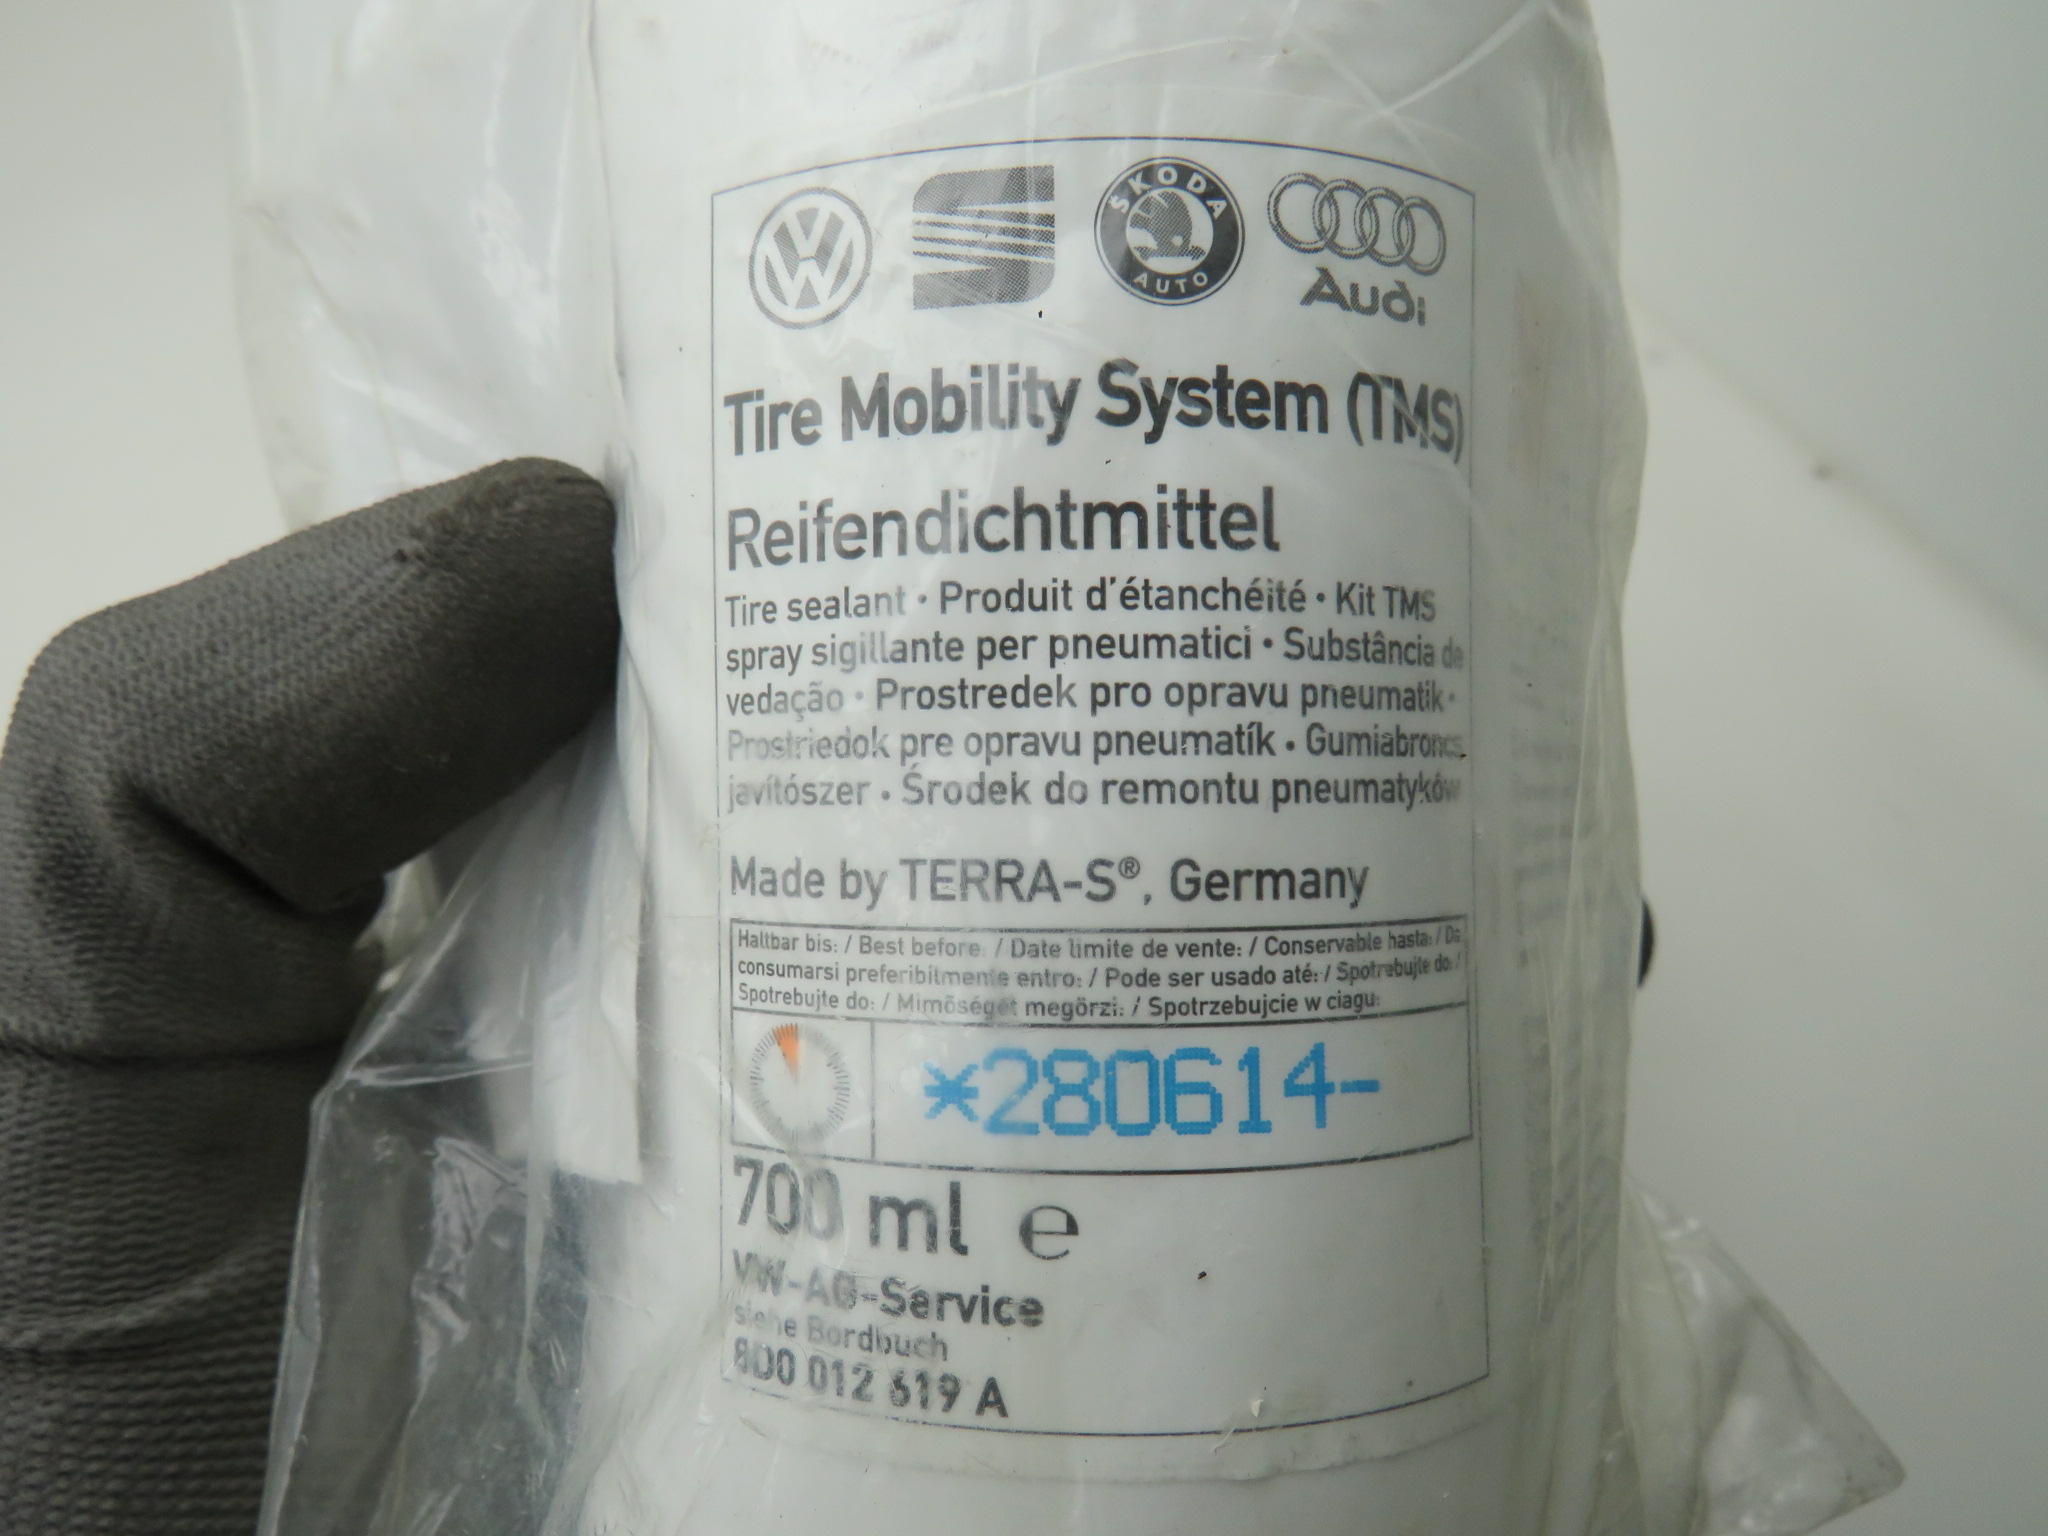 ŠKODA
AUTO
Audi
Tire Mobility System (TMS)
Reifendichtmittel
Tire sealant • Produit d'étanchéité • Kit TMS
spray sigillante per pneumatici • Substância de
vedação • Prostredek pro opravu pneumatik •
Prostriedok pre opravu pneumatík • Gumiabroncs
javítószer • Środek do remontu pneumatyków
Made by TERRA-S®, Germany
Haltbar bis: / Best before: / Date limite de vente: / Conservable hasta: / Da
consumarsi preferibilmente entro: / Pode ser usado até: / Spotrebujte do: /
Spotrebujte do: / Mimõségét megörzi: / Spotrzebujcie w ciagu:
*280614-
700 ml ℮
VW-AG-Service
siehe Bordbuch
8D0 012 619 A